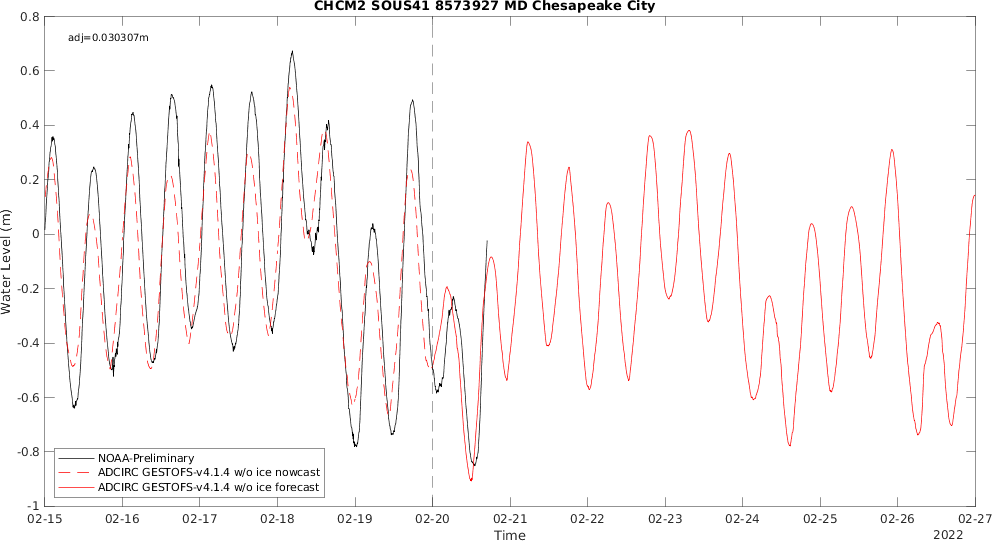 CHCM2 SOUS41 8573927 MD Chesapeake City
adj=0.030307m
0.8
0.6
0.4
0.2
0
-0.2
-0.4
-0.6
-0.8
-1
Water Level (m)
NOAA-Preliminary
ADCIRC GESTOFS-v4.1.4 w/o ice nowcast
ADCIRC GESTOFS-v4.1.4 w/o ice forecast
02-15 02-16 02-17 02-18 02-19 02-20 02-21 02-22 02-23 02-24 02-25 02-26 02-27
Time
2022